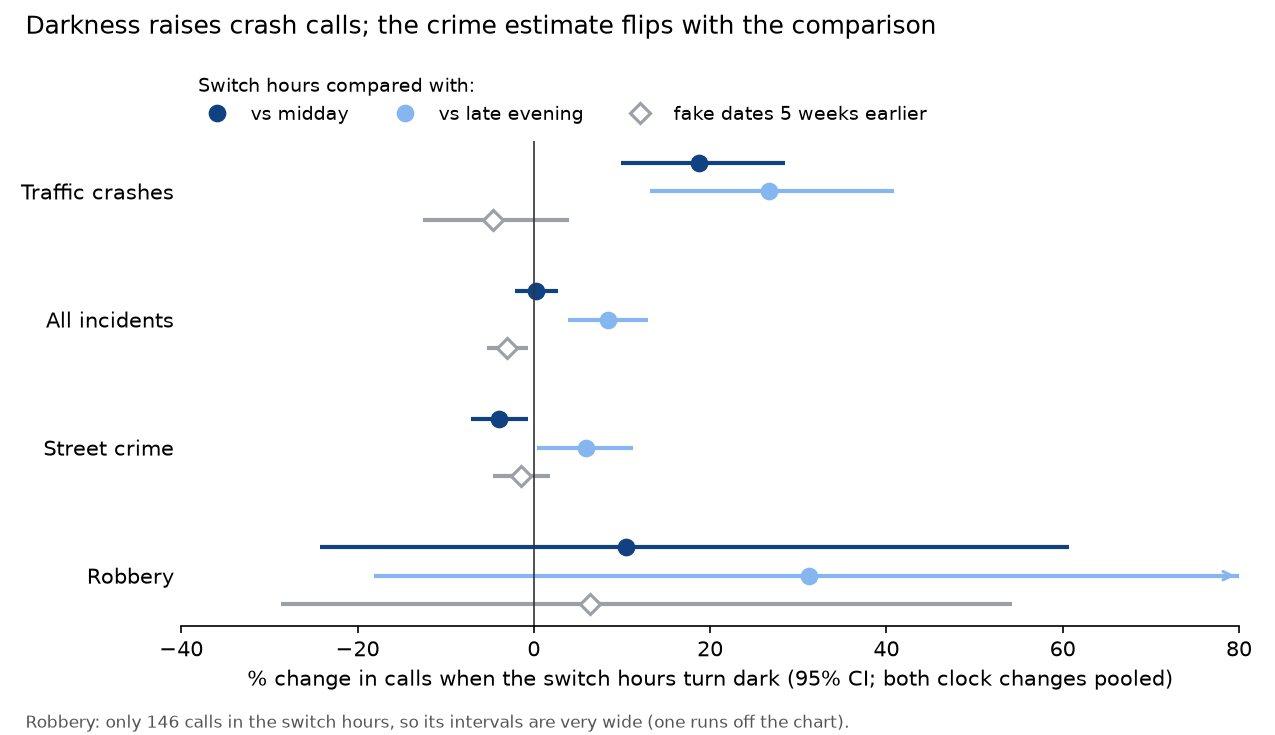 Darkness raises crash calls; the crime estimate flips with the comparison
Switch hours compared with:
vs midday
vs late evening
fake dates 5 weeks earlier
Traffic crashes
All incidents
Street crime
Robbery
−40 −20 0 20 40 60 80
% change in calls when the switch hours turn dark (95% CI; both clock changes pooled)
Robbery: only 146 calls in the switch hours, so its intervals are very wide (one runs off the chart).